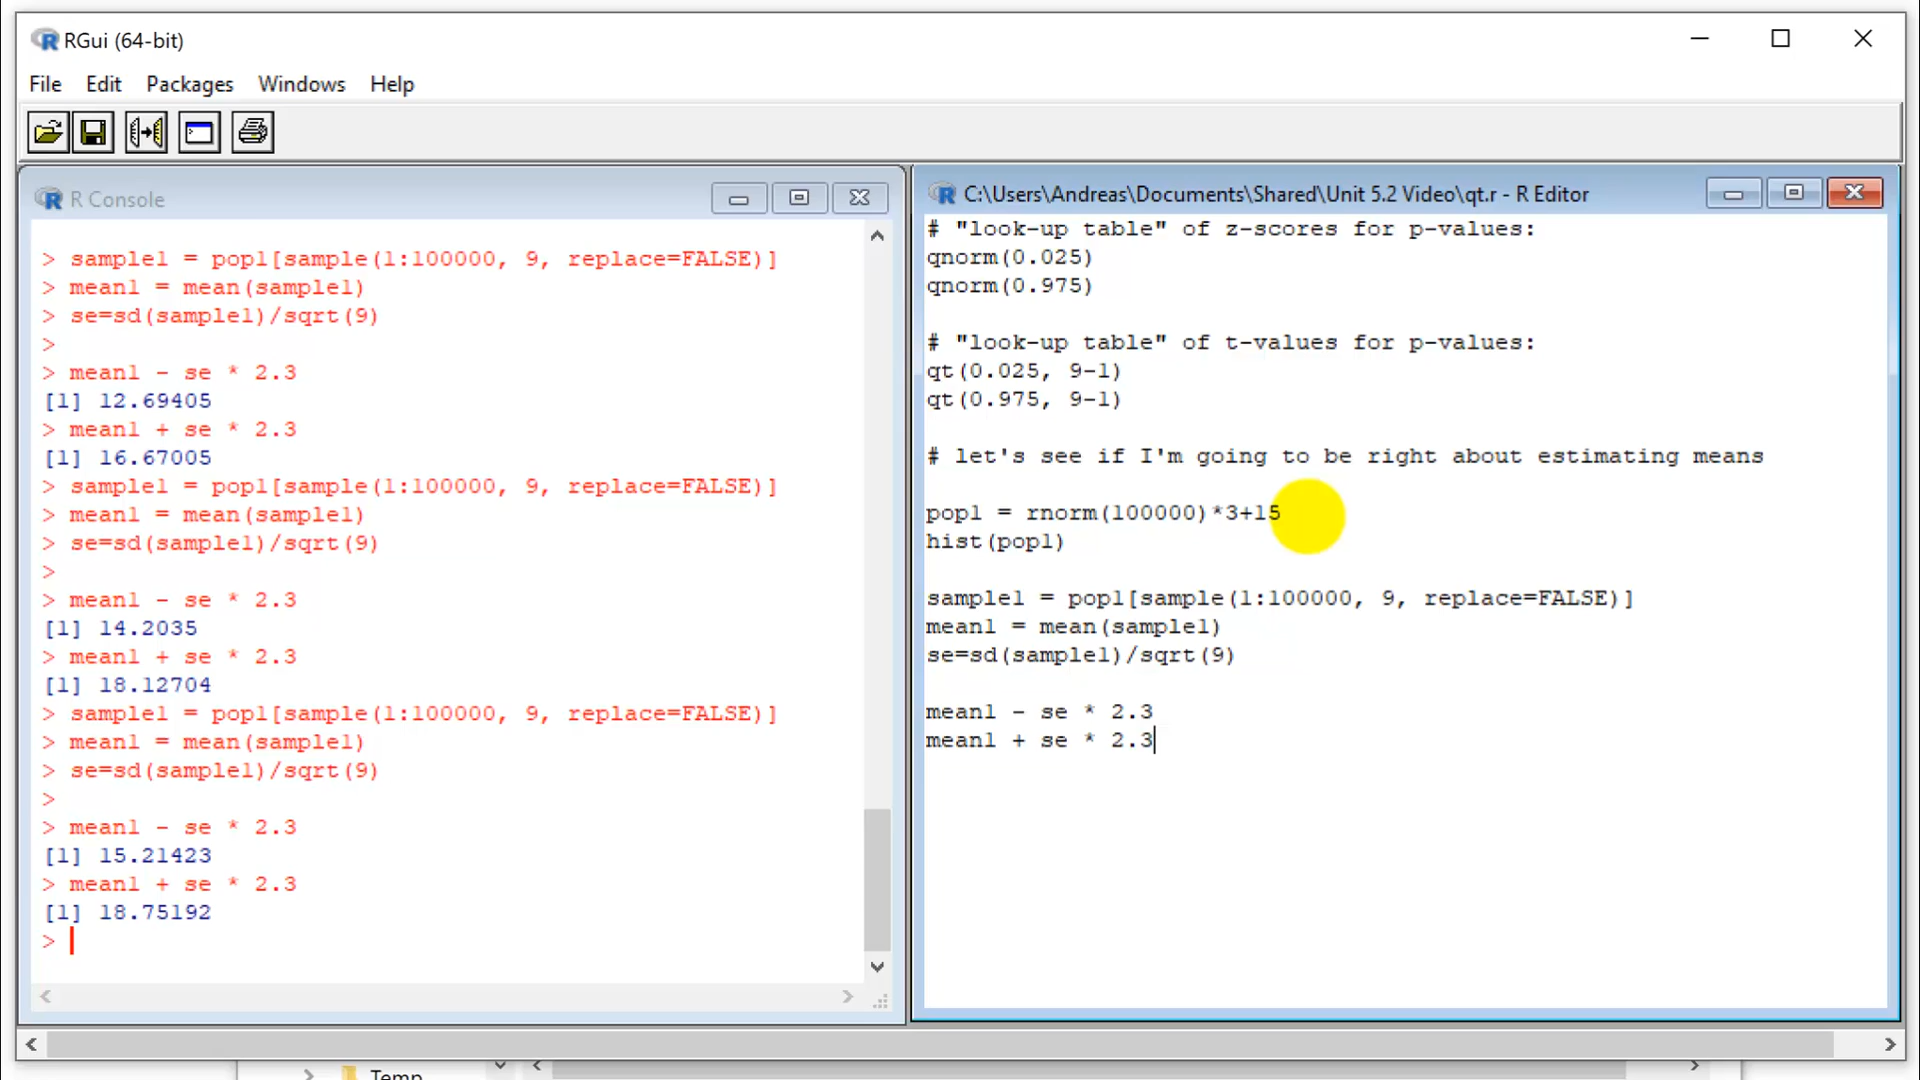 RGui (64-bit)
File Edit Packages Windows Help
R Console
> sample1 = pop1[sample(1:100000, 9, replace=FALSE)]
> mean1 = mean(sample1)
> se=sd(sample1)/sqrt(9)
>
> mean1 - se * 2.3
[1] 12.69405
> mean1 + se * 2.3
[1] 16.67005
> sample1 = pop1[sample(1:100000, 9, replace=FALSE)]
> mean1 = mean(sample1)
> se=sd(sample1)/sqrt(9)
>
> mean1 - se * 2.3
[1] 14.2035
> mean1 + se * 2.3
[1] 18.12704
> sample1 = pop1[sample(1:100000, 9, replace=FALSE)]
> mean1 = mean(sample1)
> se=sd(sample1)/sqrt(9)
>
> mean1 - se * 2.3
[1] 15.21423
> mean1 + se * 2.3
[1] 18.75192
>
C:\Users\Andreas\Documents\Shared\Unit 5.2 Video\qt.r - R Editor
# "look-up table" of z-scores for p-values:
qnorm(0.025)
qnorm(0.975)
# "look-up table" of t-values for p-values:
qt(0.025, 9-1)
qt(0.975, 9-1)
# let's see if I'm going to be right about estimating means
pop1 = rnorm(100000)*3+15
hist(pop1)
sample1 = pop1[sample(1:100000, 9, replace=FALSE)]
mean1 = mean(sample1)
se=sd(sample1)/sqrt(9)
mean1 - se * 2.3
mean1 + se * 2.3
Temp